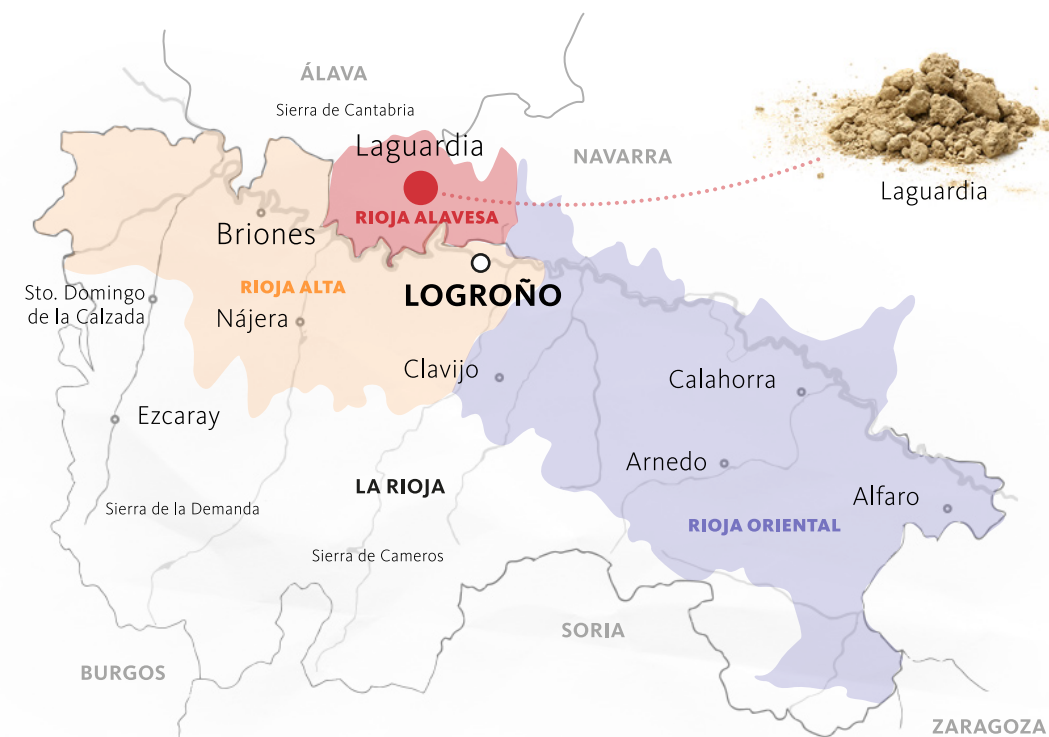 ÁLAVA
Sierra de Cantabria
Laguardia
NAVARRA
Laguardia
RIOJA ALAVESA
Briones
RIOJA ALTA
LOGROÑO
Sto. Domingo
de la Calzada
Nájera
Clavijo
Calahorra
Ezcaray
Arnedo
LA RIOJA
Alfaro
Sierra de la Demanda
RIOJA ORIENTAL
Sierra de Cameros
SORIA
BURGOS
ZARAGOZA